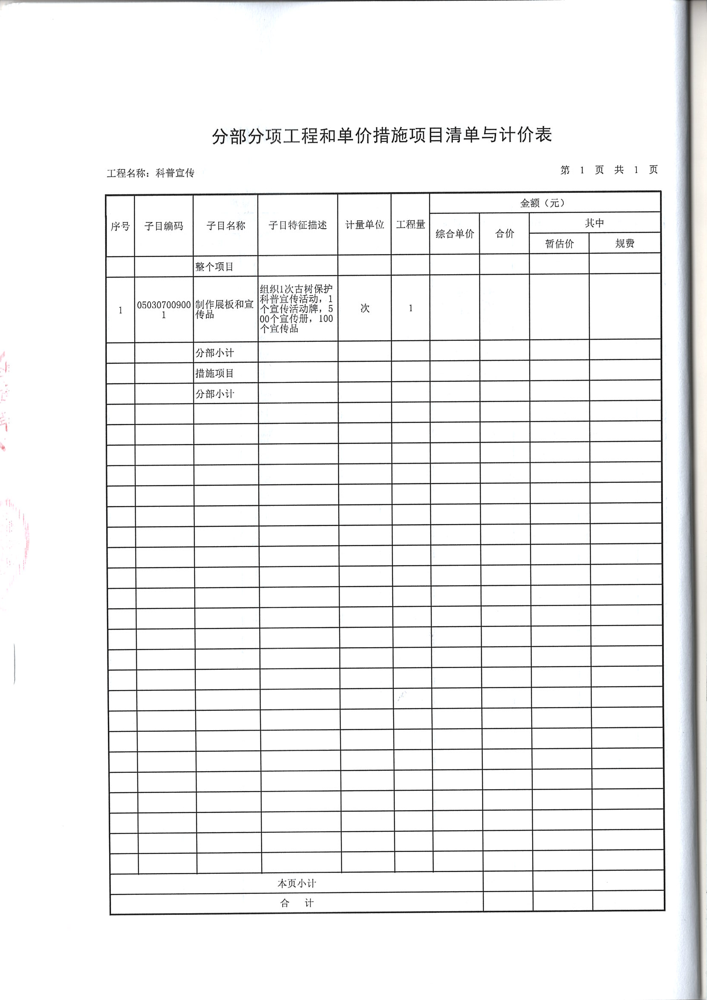 分部分项工程和单价措施项目清单与计价表
工程名称：科普宣传
第 1 页 共 1 页
序号 子目编码 子目名称 子目特征描述 计量单位 工程量 金额（元）
综合单价 合价 其中
暂估价 规费
整个项目
1 05030700900 制作展板和宣 组织1次古树保护 次 1
1 传品 科普宣传活动，1
个宣传活动牌，5
00个宣传册，100
个宣传品
分部小计
措施项目
分部小计
本页小计
合 计